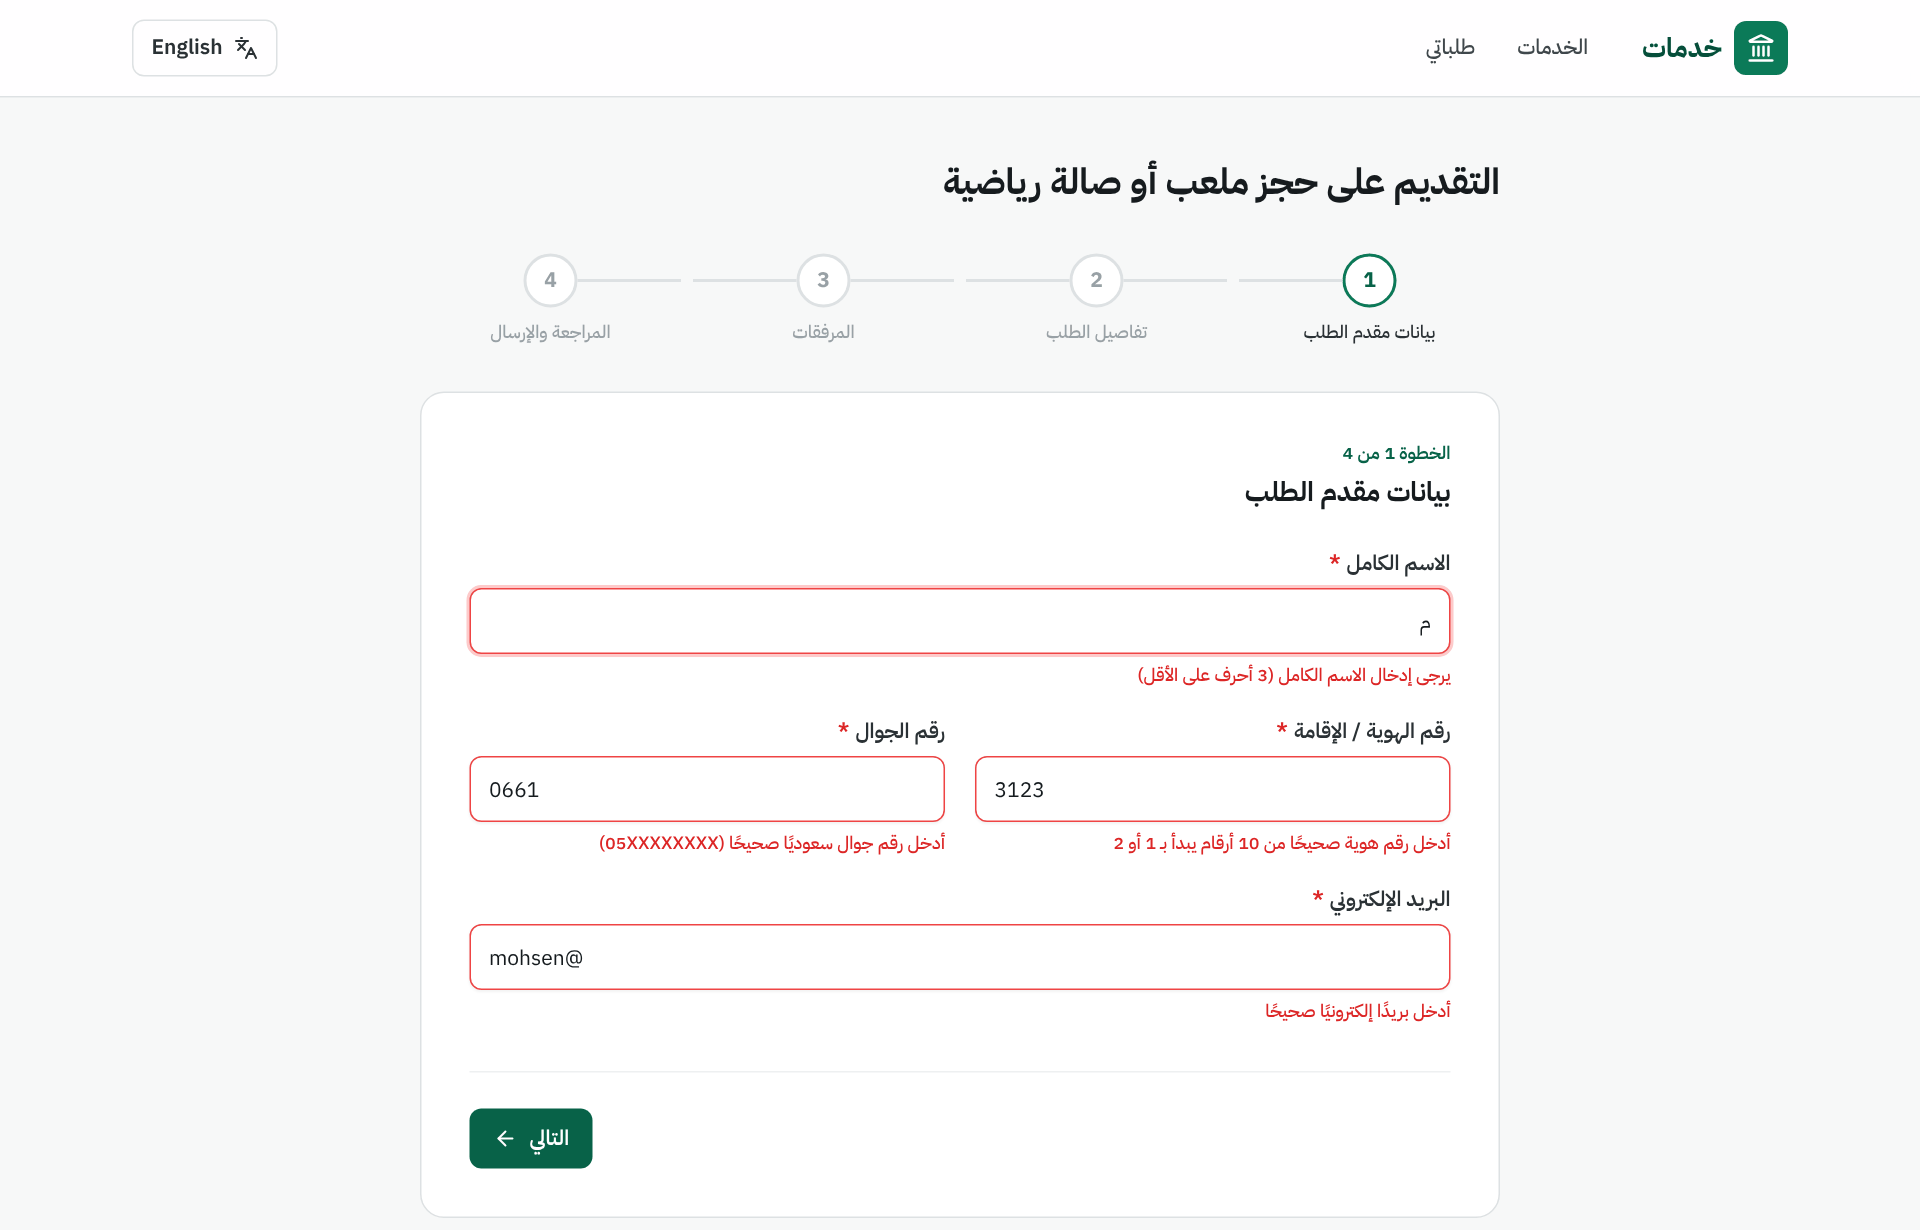 خدمات
الخدمات
طلباتي
English
التقديم على حجز ملعب أو صالة رياضية
1
2
3
4
بيانات مقدم الطلب
تفاصيل الطلب
المرفقات
المراجعة والإرسال
الخطوة 1 من 4
بيانات مقدم الطلب
الاسم الكامل *
م
يرجى إدخال الاسم الكامل (3 أحرف على الأقل)
رقم الهوية / الإقامة *
3123
أدخل رقم هوية صحيحًا من 10 أرقام يبدأ بـ 1 أو 2
رقم الجوال *
0661
أدخل رقم جوال سعوديًا صحيحًا (05XXXXXXXX)
البريد الإلكتروني *
mohsen@
أدخل بريدًا إلكترونيًا صحيحًا
التالي